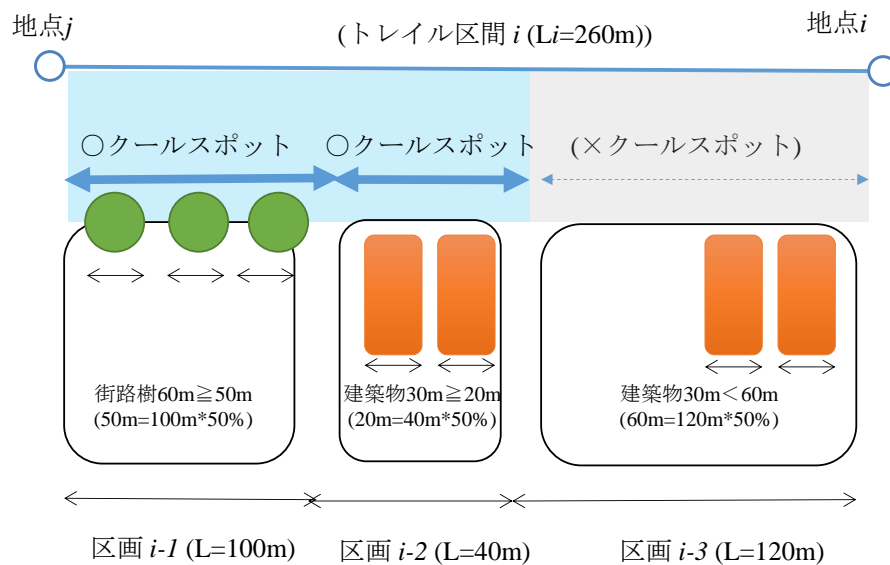 地点j
(トレイル区間 i (Li=260m))
地点i
○クールスポット
○クールスポット
(×クールスポット)
街路樹60m≧50m
(50m=100m*50%)
建築物30m≧20m
(20m=40m*50%)
建築物30m＜60m
(60m=120m*50%)
区画 i-1 (L=100m)
区画 i-2 (L=40m)
区画 i-3 (L=120m)